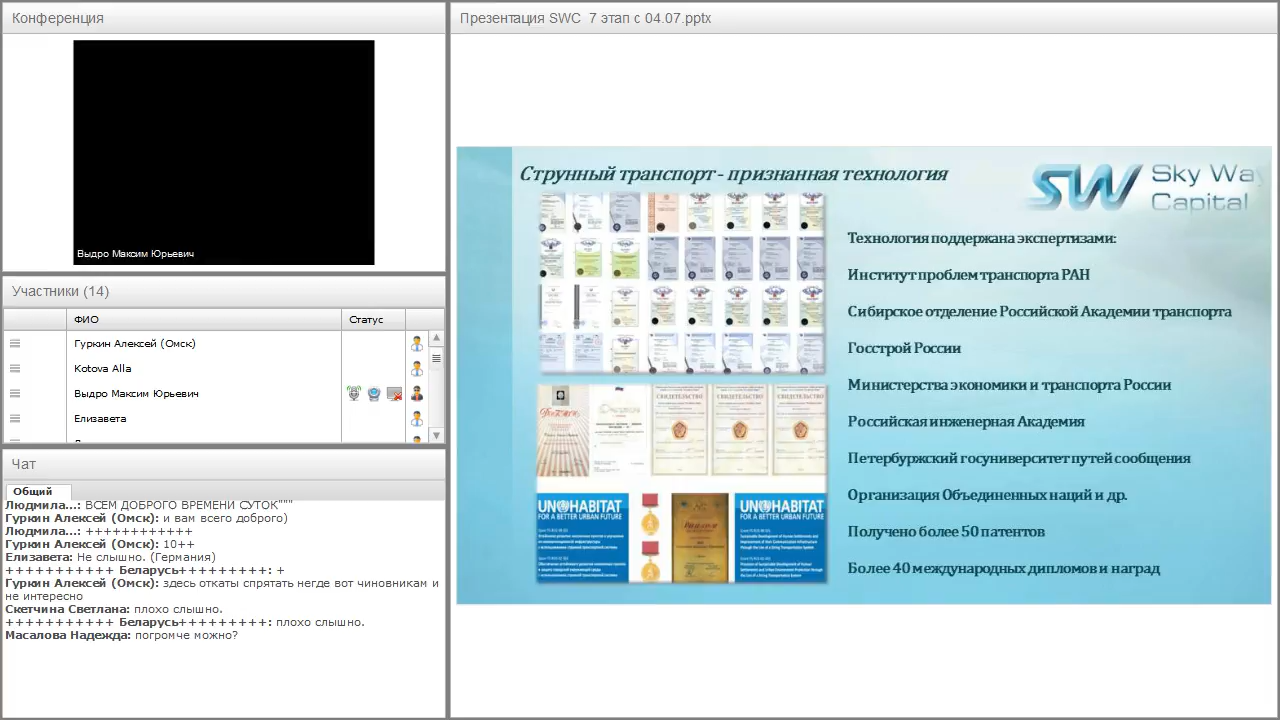 Конференция
Выдро Максим Юрьевич
Участники (14)
ФИО
Статус
Гуркин Алексей (Омск)
Kotova Alla
Выдро Максим Юрьевич
Елизавета
Чат
Общий
Людмила...: ВСЕМ ДОБРОГО ВРЕМЕНИ СУТОК"""
Гуркин Алексей (Омск): и вам всего доброго)
Людмила...: ++++++++++++
Гуркин Алексей (Омск): 10++
слышно. (Германия)
+++++++++++ Беларусь+++++++++: +
Гуркин Алексей (Омск): здесь откаты спрятать негде вот чиновникам и
не интересно
Скетчина Светлана: плохо слышно.
+++++++++++ Беларусь+++++++++: плохо слышно.
Масалова Надежда: погромче можно?
Презентация SWC 7 этап с 04.07.pptx
Струнный транспорт - признанная технология
SW Sky Way
Capital
СВИДЕТЕЛЬСТВО
СВИДЕТЕЛЬСТВО
СВИДЕТЕЛЬСТВО
UN-HABITAT
FOR A BETTER URBAN FUTURE
UN-HABITAT
FOR A BETTER URBAN FUTURE
Технология поддержана экспертизами:
Институт проблем транспорта РАН
Сибирское отделение Российской Академии транспорта
Госстрой России
Министерства экономики и транспорта России
Российская инженерная Академия
Петербуржский госуниверситет путей сообщения
Организация Объединенных наций и др.
Получено более 50 патентов
Более 40 международных дипломов и наград